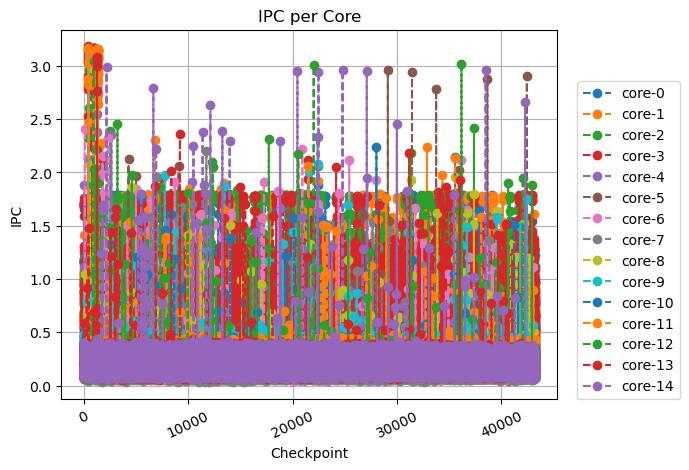 IPC per Core
3.0
2.5
2.0
1.5
1.0
0.5
0.0
IPC
0
10000
20000
30000
40000
Checkpoint
core-0
core-1
core-2
core-3
core-4
core-5
core-6
core-7
core-8
core-9
core-10
core-11
core-12
core-13
core-14